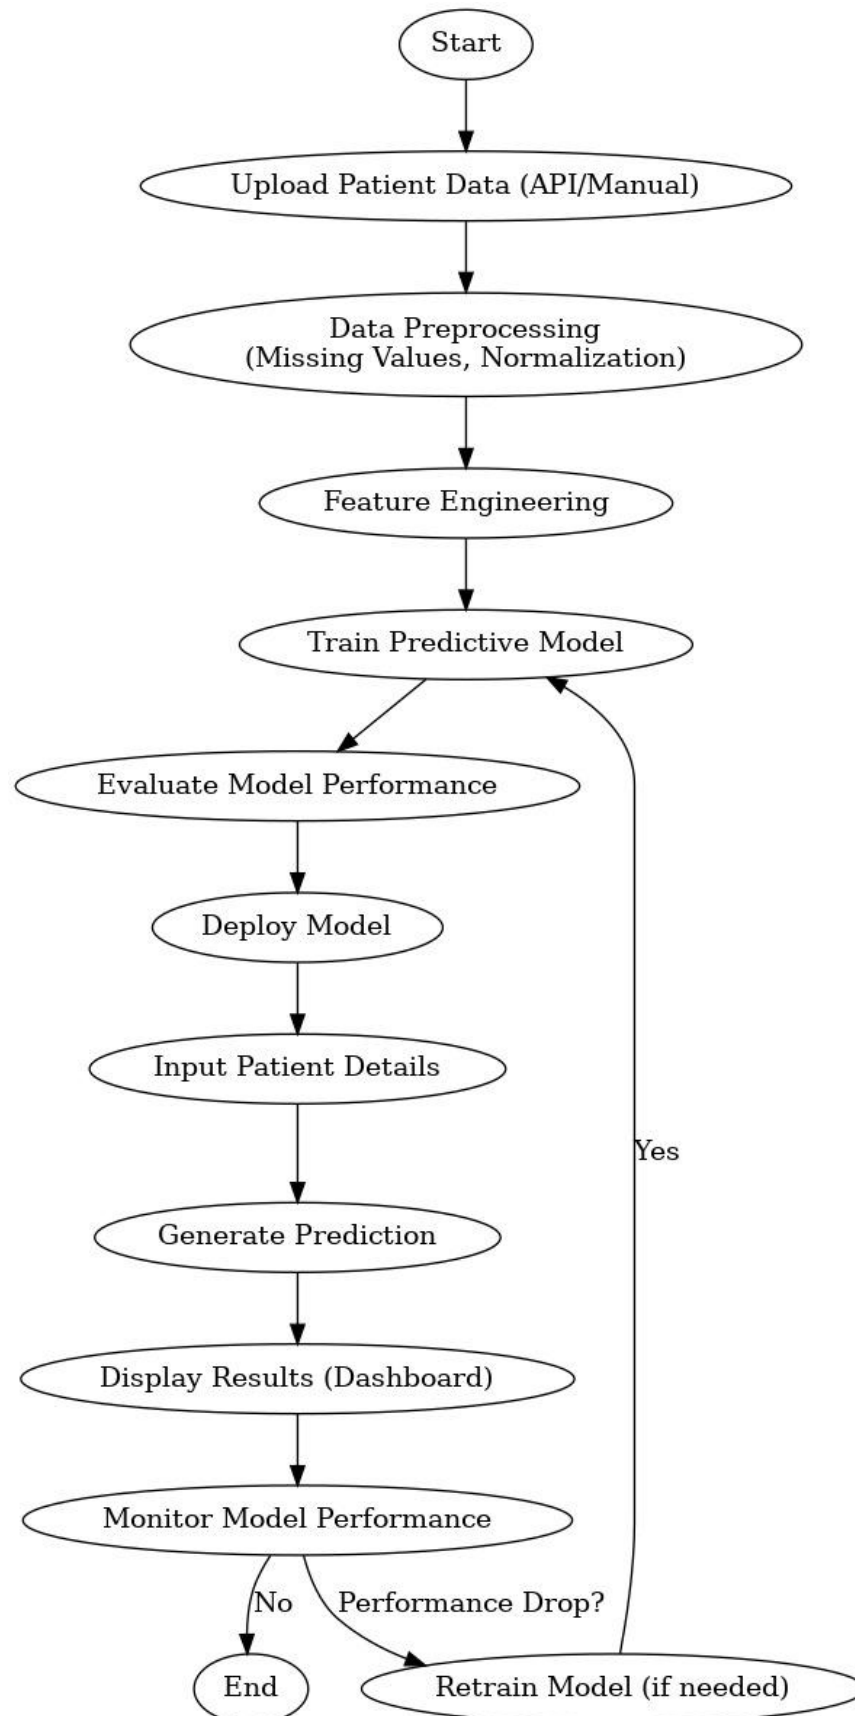 Start
Upload Patient Data (API/Manual)
Data Preprocessing
(Missing Values, Normalization)
Feature Engineering
Train Predictive Model
Evaluate Model Performance
Deploy Model
Input Patient Details
Yes
Generate Prediction
Display Results (Dashboard)
Monitor Model Performance
No
Performance Drop?
End
Retrain Model (if needed)